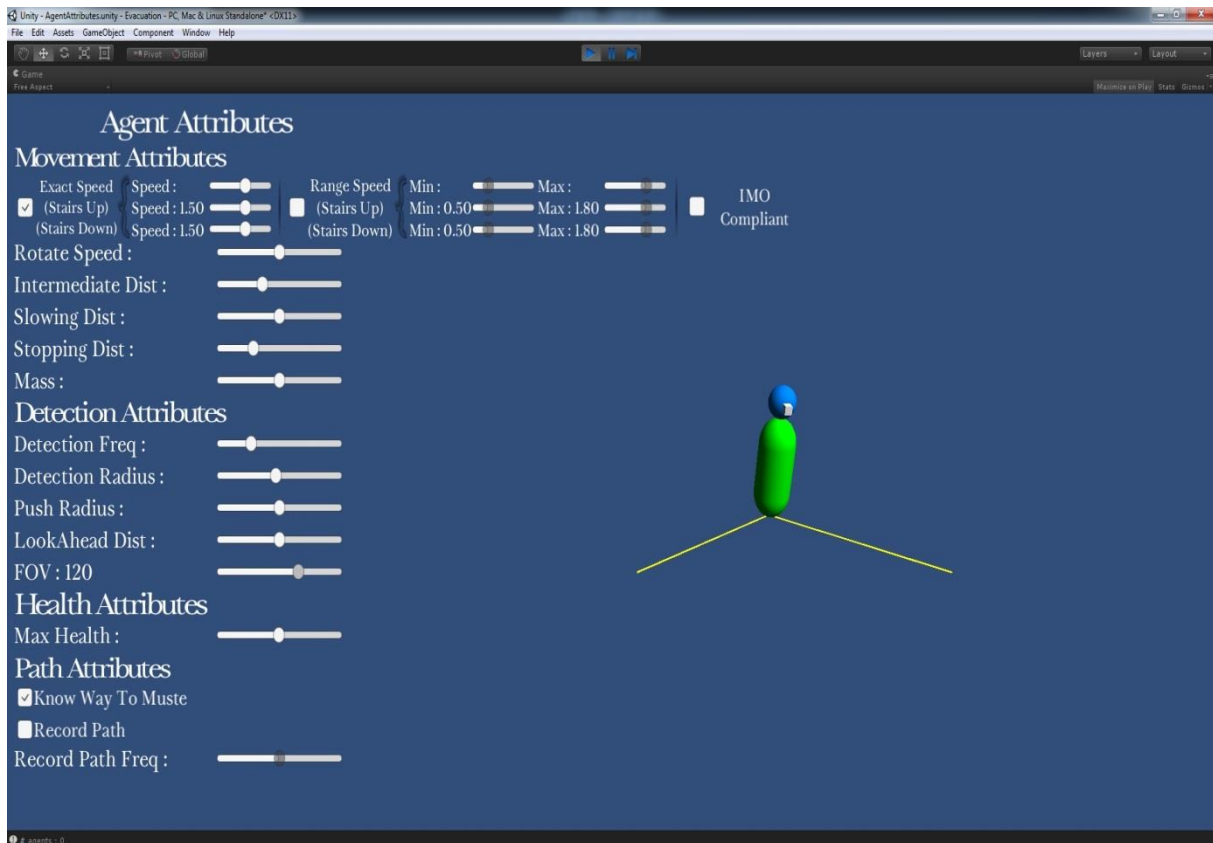 Unity - AgentAttributes.unity - Evacuation - PC, Mac & Linux Standalone* <DX11>
File Edit Assets GameObject Component Window Help
Pivot Global Layers Layout
Game
Free Aspect Maximize on Play Stats Gizmos
Agent Attributes
Movement Attributes
Exact Speed Speed : Range Speed Min : Max : IMO
(Stairs Up) Speed : 1.50 (Stairs Up) Min : 0.50 Max : 1.80 Compliant
(Stairs Down) Speed : 1.50 (Stairs Down) Min : 0.50 Max : 1.80
Rotate Speed :
Intermediate Dist :
Slowing Dist :
Stopping Dist :
Mass :
Detection Attributes
Detection Freq :
Detection Radius :
Push Radius :
LookAhead Dist :
FOV : 120
Health Attributes
Max Health :
Path Attributes
Know Way To Muste
Record Path
Record Path Freq :
# agents : 0